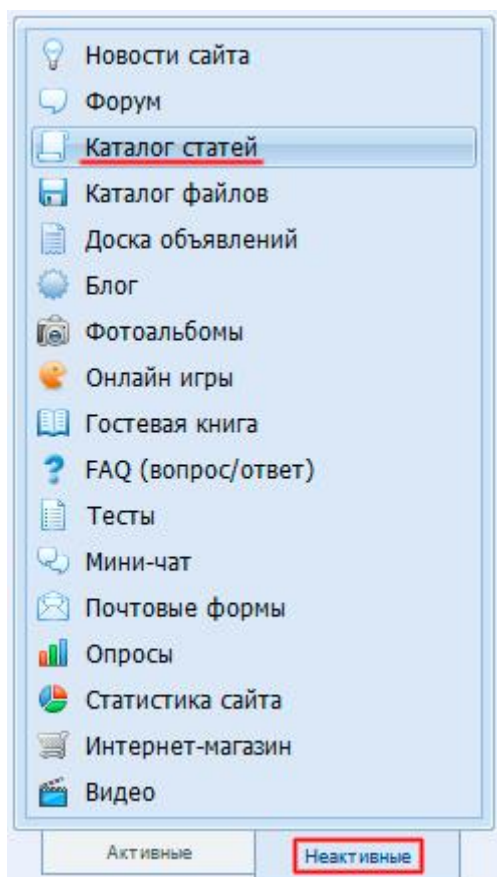 Новости сайта
Форум
Каталог статей
Каталог файлов
Доска объявлений
Блог
Фотоальбомы
Онлайн игры
Гостевая книга
FAQ (вопрос/ответ)
Тесты
Мини-чат
Почтовые формы
Опросы
Статистика сайта
Интернет-магазин
Видео
Активные
Неактивные